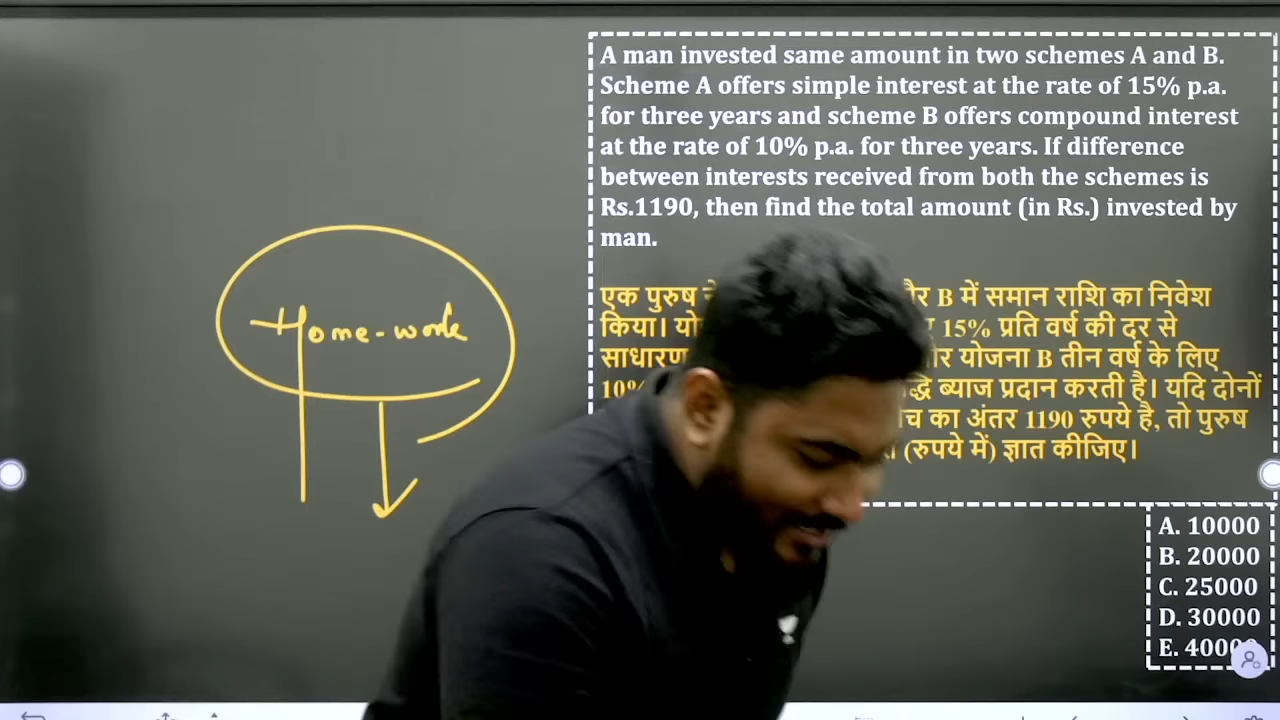 A man invested same amount in two schemes A and B.
Scheme A offers simple interest at the rate of 15% p.a.
for three years and scheme B offers compound interest
at the rate of 10% p.a. for three years. If difference
between interests received from both the schemes is
Rs.1190, then find the total amount (in Rs.) invested by
man.
एक पुरुष B में समान राशि का निवेश
किया। 15% प्रति वर्ष की दर से
साधारण योजना B तीन वर्ष के लिए
ब्याज प्रदान करती है। यदि दोनों
का अंतर 1190 रुपये है, तो पुरुष
(रुपये में) ज्ञात कीजिए।
Home-work
A. 10000
B. 20000
C. 25000
D. 30000
E.